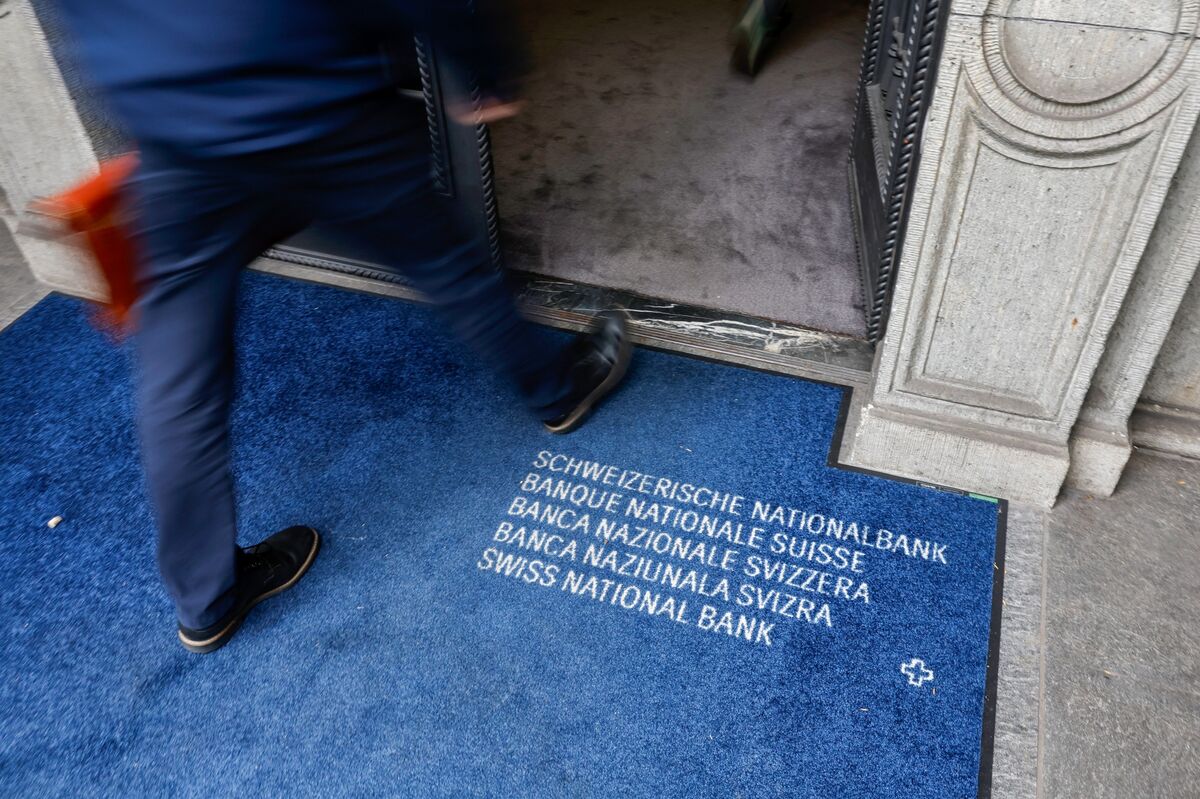 SCHWEIZERISCHE NATIONALBANK
BANQUE NATIONALE SUISSE
BANCA NAZIONALE SVIZZERA
BANCA NAZIUNALA SVIZRA
SWISS NATIONAL BANK